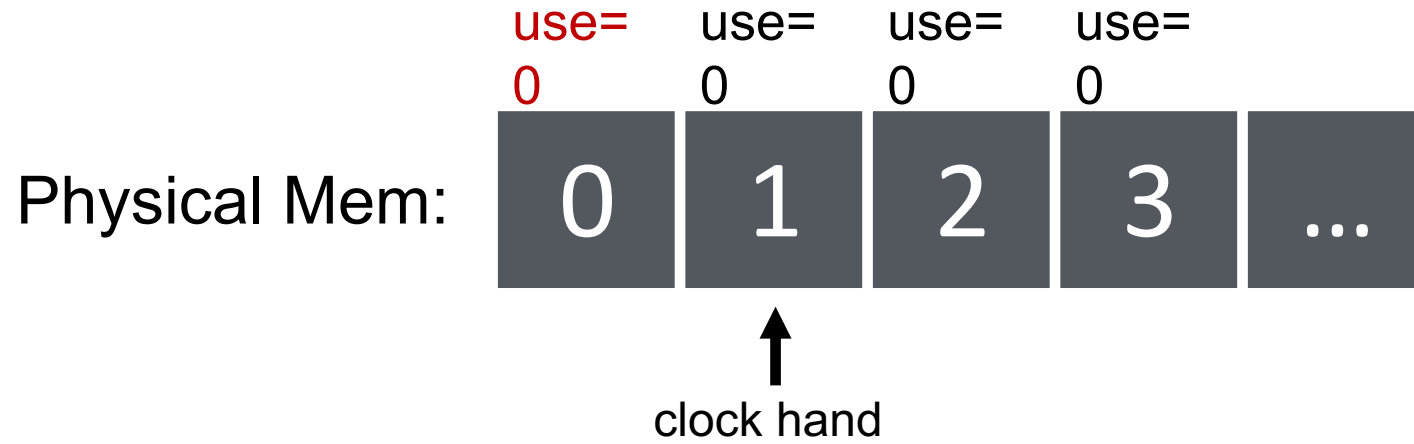 use= use= use= use=
0 0 0 0
Physical Mem: 0 1 2 3 ...
clock hand